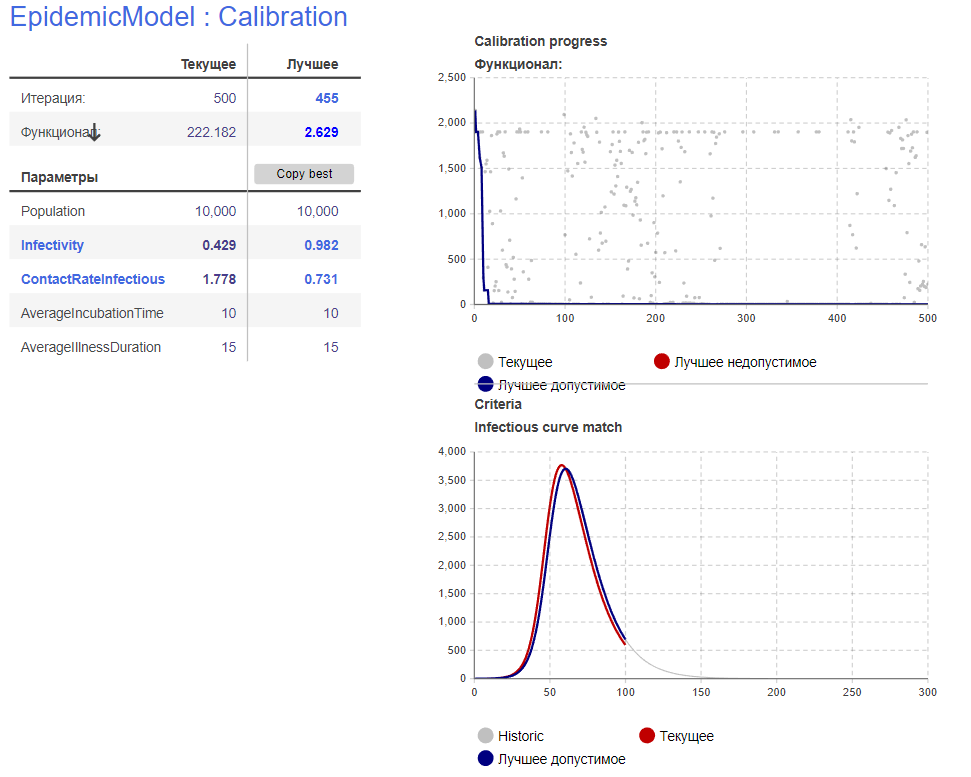 EpidemicModel : Calibration
Текущее Лучшее
Итерация: 500 455
Функционал: 222.182 2.629
Параметры Copy best
Population 10,000 10,000
Infectivity 0.429 0.982
ContactRateInfectious 1.778 0.731
AverageIncubationTime 10 10
AverageIllnessDuration 15 15
Calibration progress
Функционал:
2,500
2,000
1,500
1,000
500
0
0 100 200 300 400 500
Текущее Лучшее недопустимое
Лучшее допустимое
Criteria
Infectious curve match
4,000
3,500
3,000
2,500
2,000
1,500
1,000
500
0
0 50 100 150 200 250 300
Historic Текущее
Лучшее допустимое